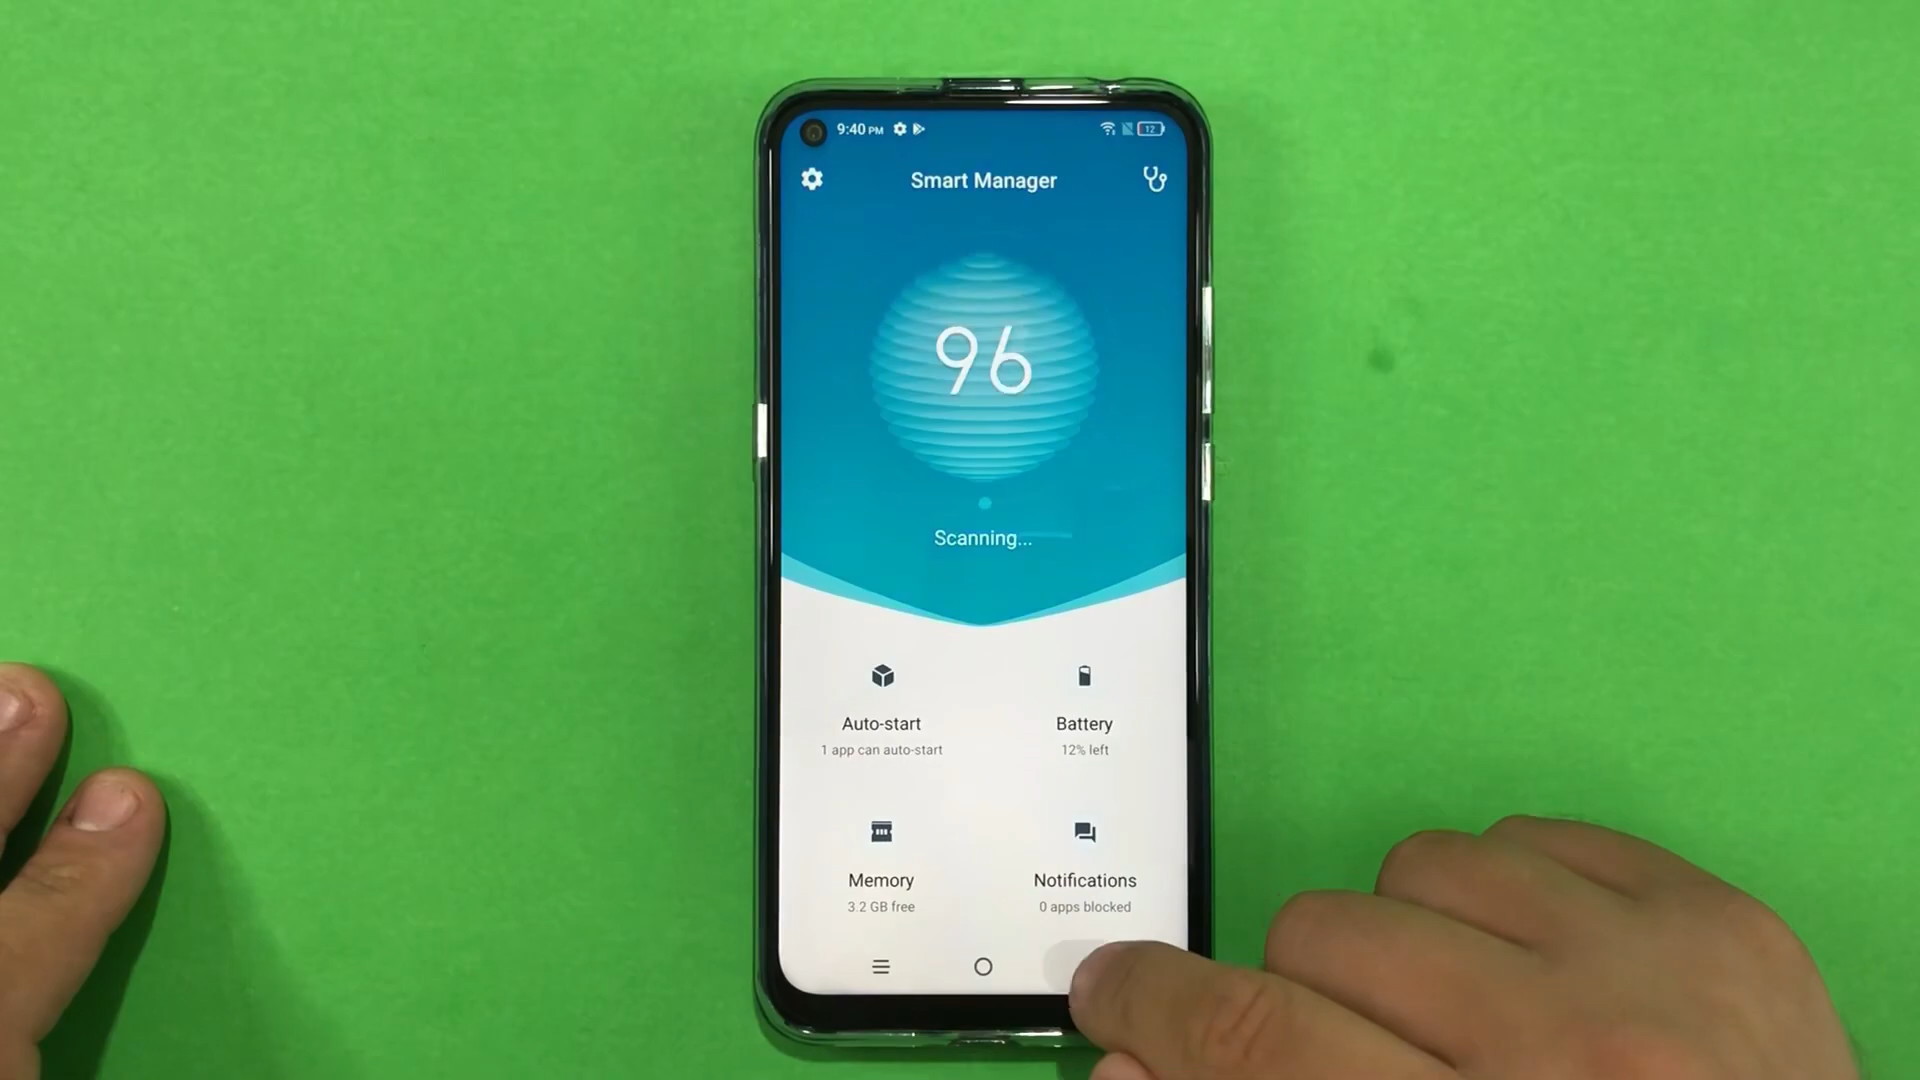 9:40 PM
12
Smart Manager
96
Scanning...
Auto-start
1 app can auto-start
Battery
12% left
Memory
3.2 GB free
Notifications
0 apps blocked